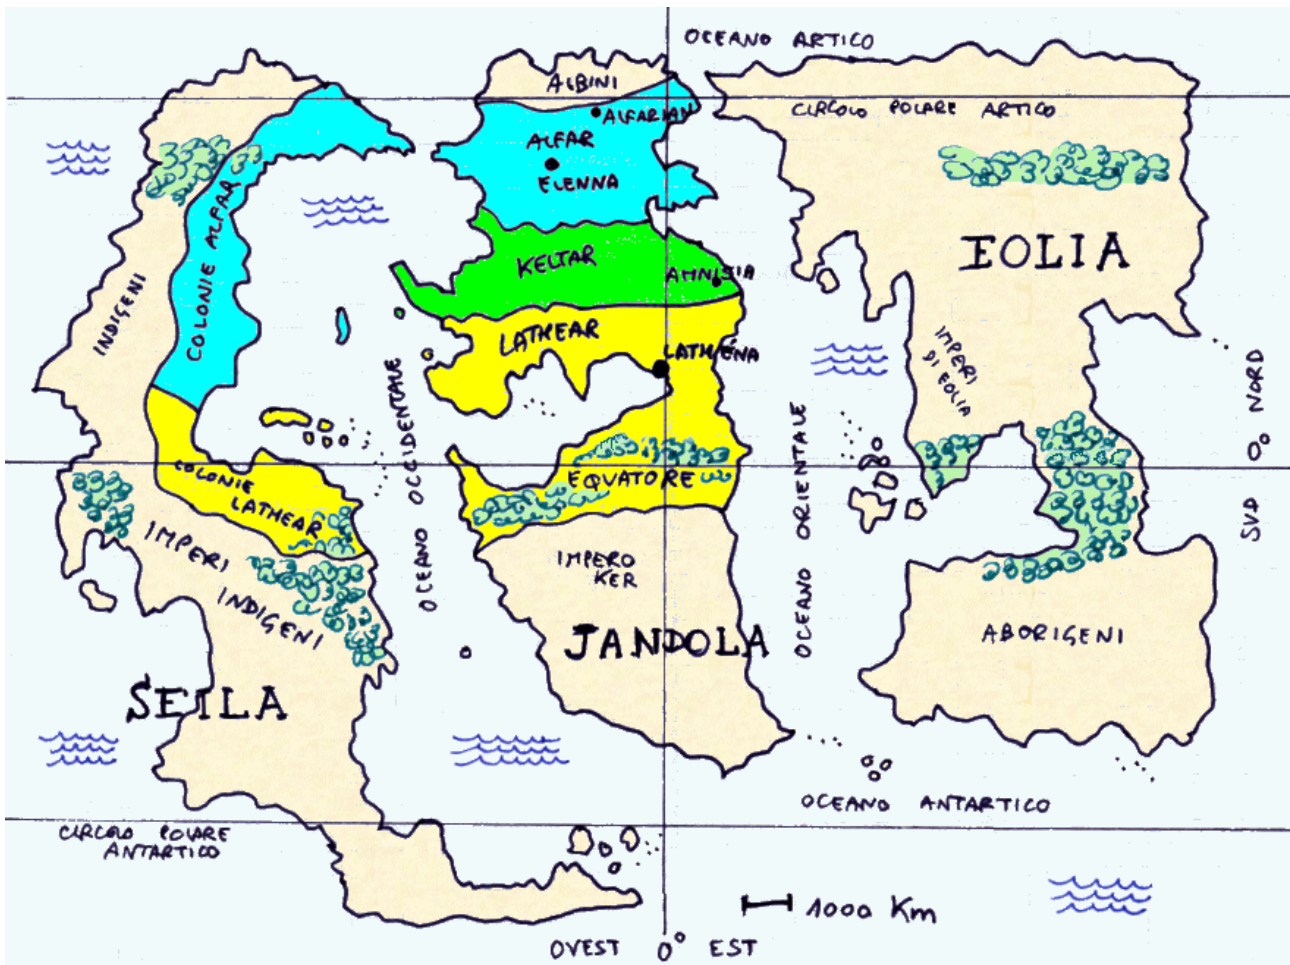 OCEANO ARTICO
ALBINI
CIRCOLO POLARE ARTICO
ALFARIAN
ALFAR
ELENNA
COLONIE ALFAR
EOLIA
KELTAR
AMNISIA
INDIGENI
LATHEAR
LATHÉNA
IMPERI
DI EOLIA
OCEANO OCCIDENTALE
OCEANO ORIENTALE
0° NORD
SUD
COLONIE
LATHEAR
EQUATORE
IMPERI
INDIGENI
IMPERO
KER
JANDOLA
ABORIGENI
SEILA
OCEANO ANTARTICO
CIRCOLO POLARE
ANTARTICO
1000 Km
OVEST 0° EST